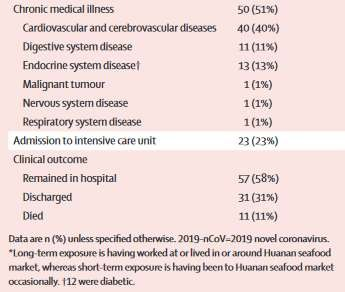 Chronic medical illness 50 (51%)
Cardiovascular and cerebrovascular diseases 40 (40%)
Digestive system disease 11 (11%)
Endocrine system disease† 13 (13%)
Malignant tumour 1 (1%)
Nervous system disease 1 (1%)
Respiratory system disease 1 (1%)
Admission to intensive care unit 23 (23%)
Clinical outcome
Remained in hospital 57 (58%)
Discharged 31 (31%)
Died 11 (11%)
Data are n (%) unless specified otherwise. 2019-nCoV=2019 novel coronavirus.
*Long-term exposure is having worked at or lived in or around Huanan seafood
market, whereas short-term exposure is having been to Huanan seafood market
occasionally. †12 were diabetic.